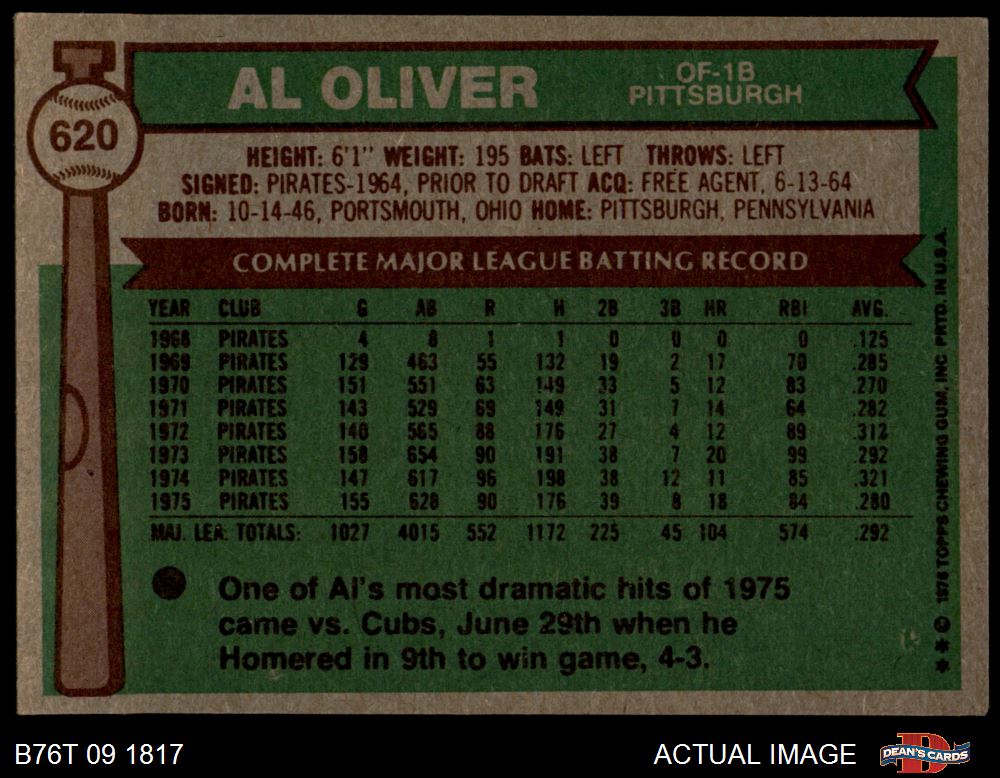 AL OLIVER
OF-1B
PITTSBURGH
620
HEIGHT: 6'1" WEIGHT: 195 BATS: LEFT THROWS: LEFT
SIGNED: PIRATES-1964, PRIOR TO DRAFT ACQ: FREE AGENT, 6-13-64
BORN: 10-14-46, PORTSMOUTH, OHIO HOME: PITTSBURGH, PENNSYLVANIA
COMPLETE MAJOR LEAGUE BATTING RECORD
YEAR CLUB G AB R H 2B 3B HR RBI AVG.
1968 PIRATES 4 8 1 1 0 0 0 0 .125
1969 PIRATES 129 463 55 132 19 2 17 70 .285
1970 PIRATES 151 551 63 149 33 5 12 83 .270
1971 PIRATES 143 529 69 149 31 7 14 64 .282
1972 PIRATES 140 565 88 176 27 4 12 89 .312
1973 PIRATES 158 654 90 191 38 7 20 99 .292
1974 PIRATES 147 617 96 198 38 12 11 85 .321
1975 PIRATES 155 628 90 176 39 8 18 84 .280
MAJ. LEA. TOTALS: 1027 4015 552 1172 225 45 104 574 .292
One of Al's most dramatic hits of 1975
came vs. Cubs, June 29th when he
Homered in 9th to win game, 4-3.
** © 1976 TOPPS CHEWING GUM, INC. PRTD. IN U.S.A.
B76T 09 1817
ACTUAL IMAGE
D
DEAN'S CARDS